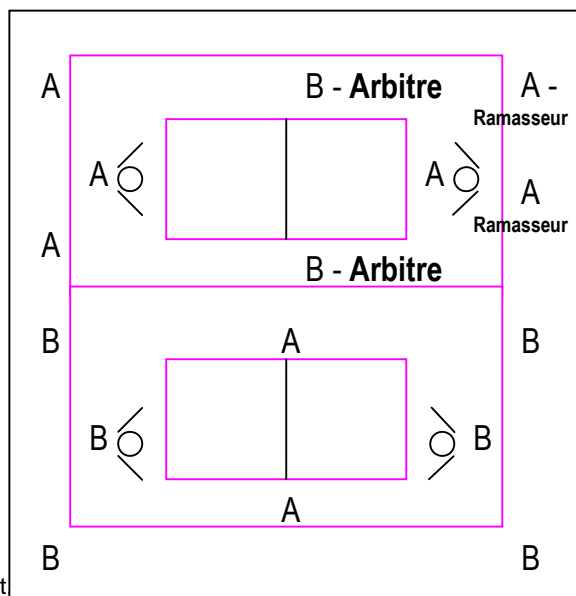 A B - Arbitre A -
Ramasseur
A A A
Ramasseur
A
B - Arbitre
B A B
B B
A
B B
t